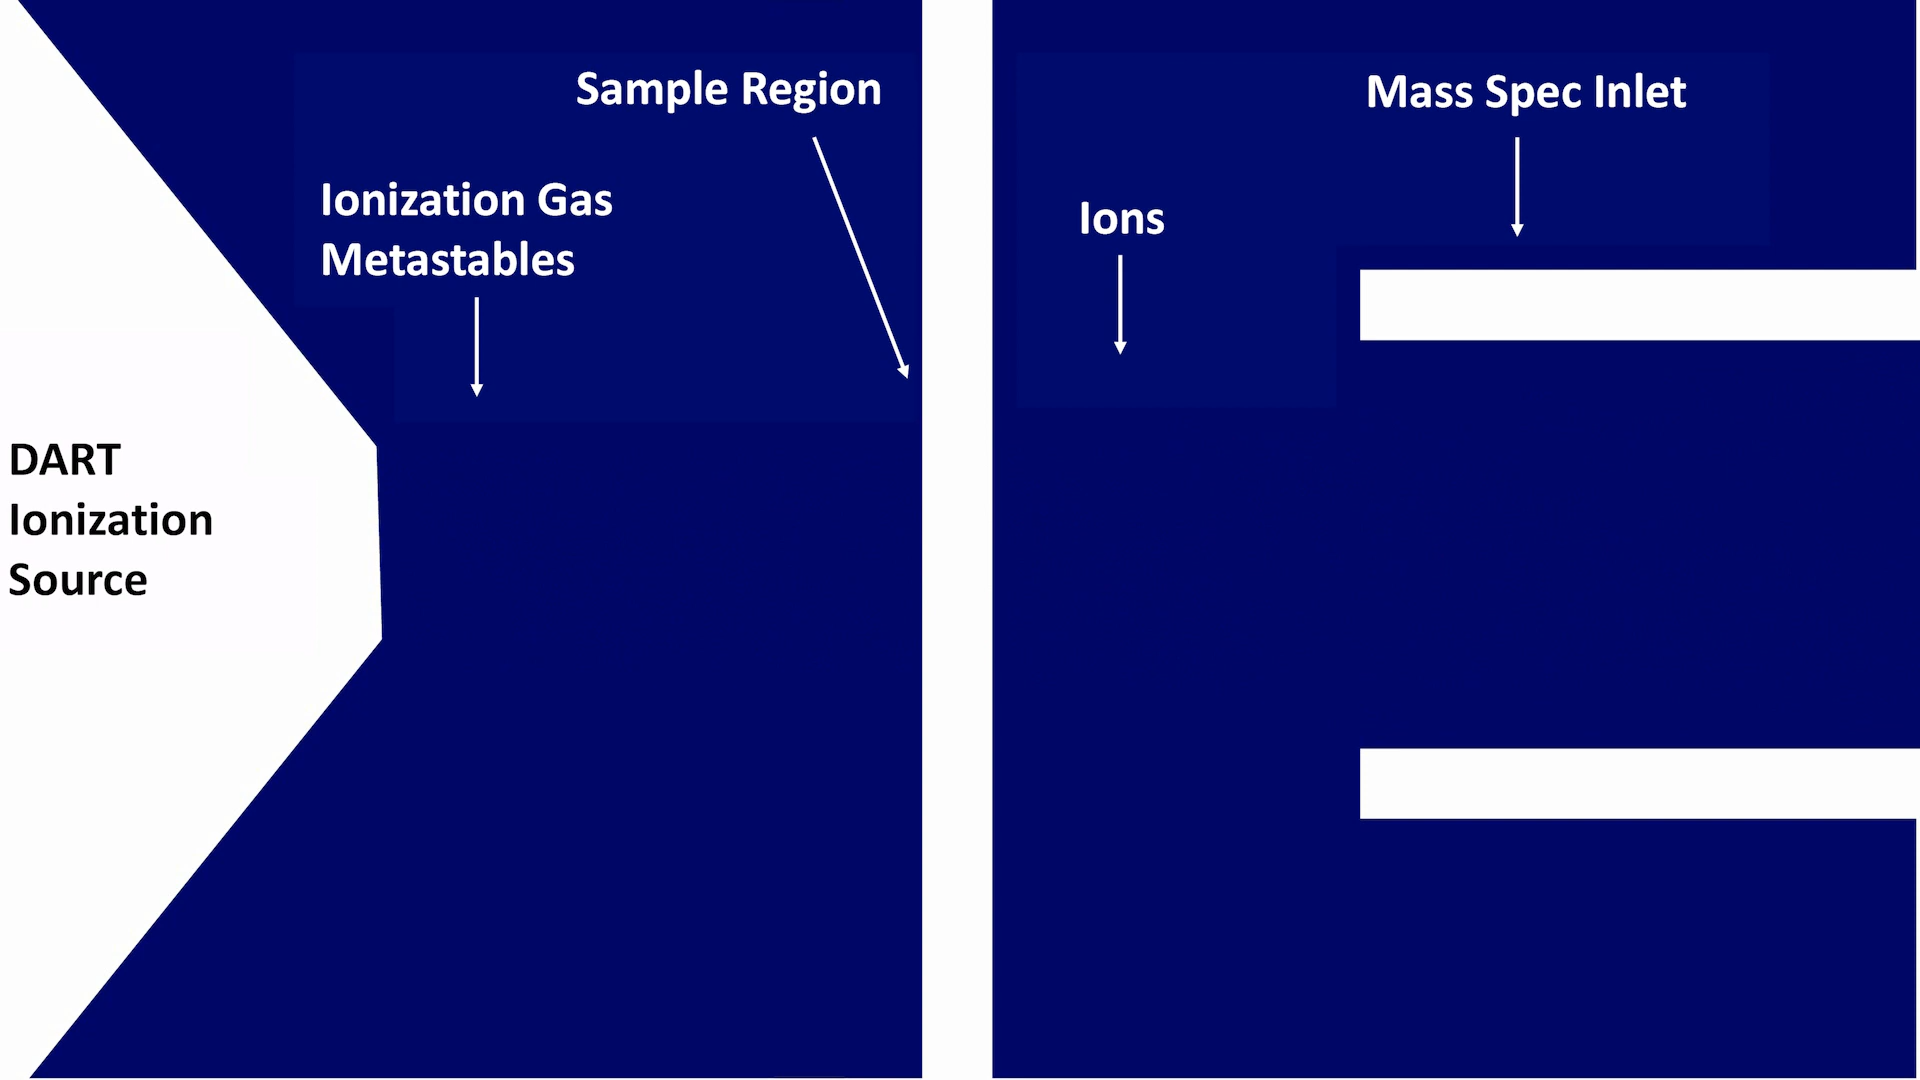 Sample Region
Mass Spec Inlet
Ionization Gas
Metastables
Ions
DART
Ionization
Source